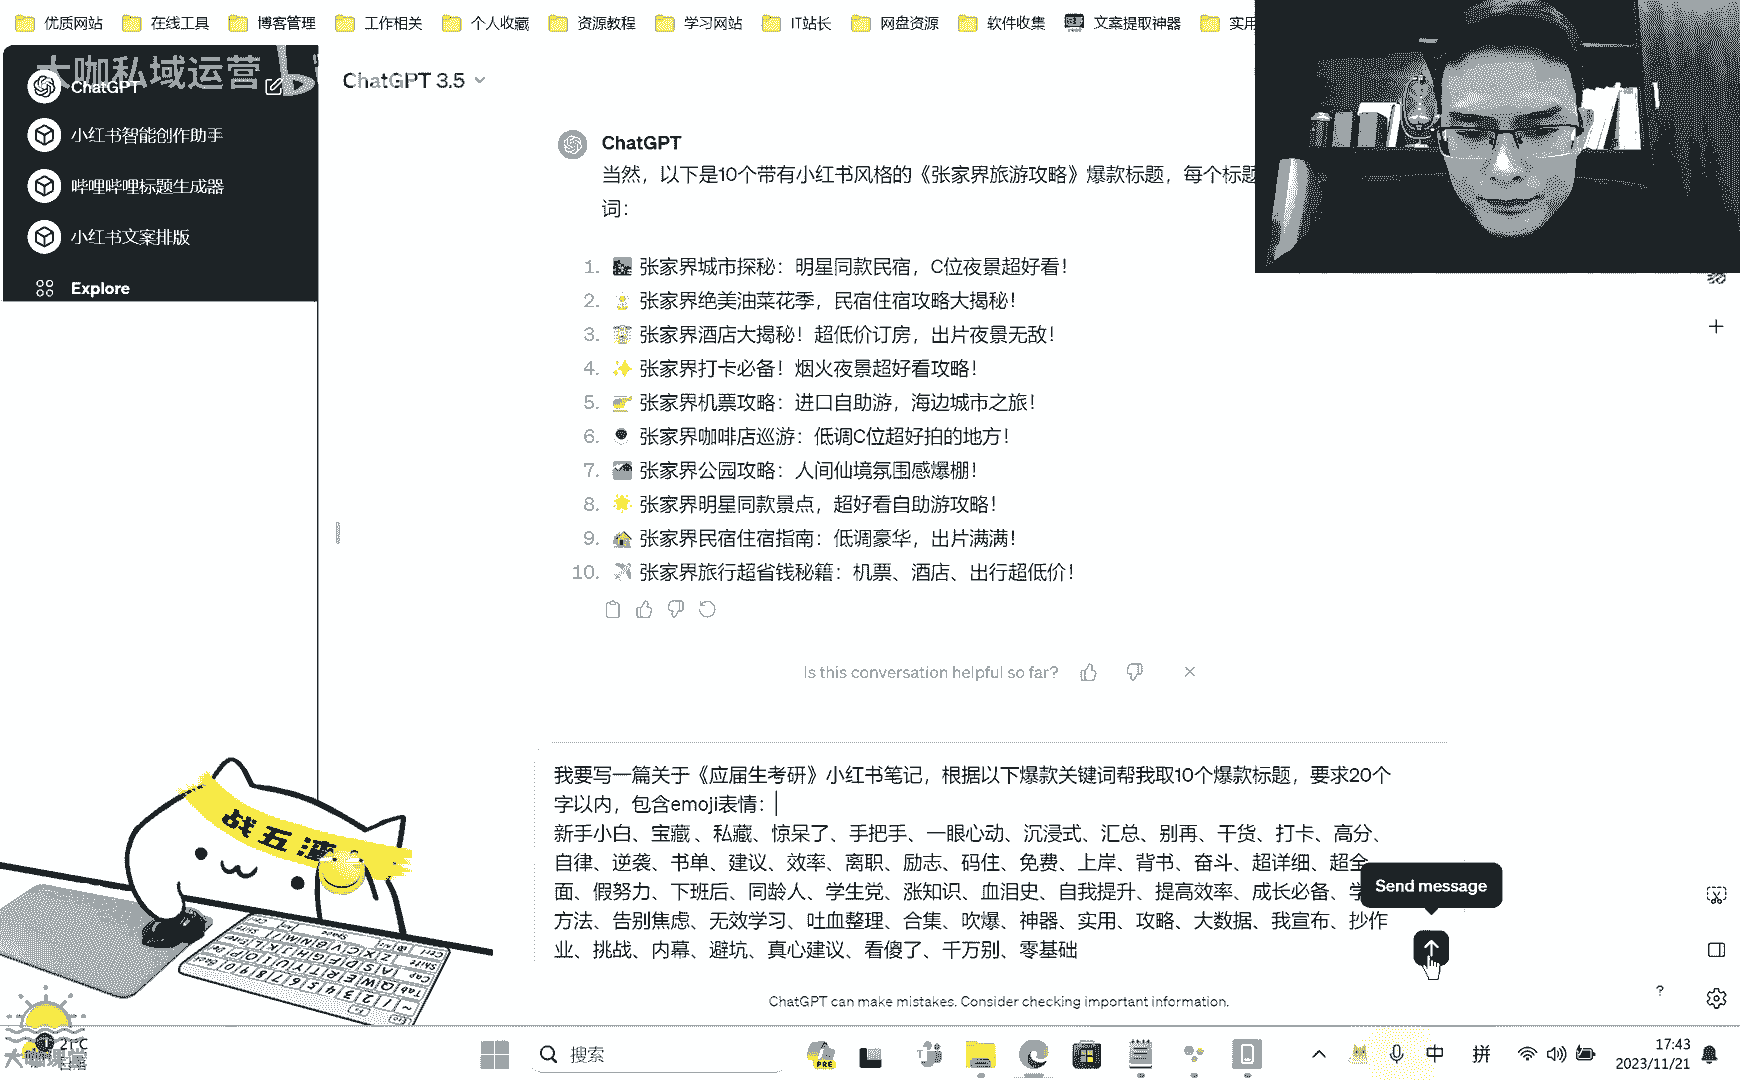 优质网站 在线工具 博客管理 工作相关 个人收藏 资源教程 学习网站 IT站长 网盘资源 软件收集 文案提取神器 实用
大咖私域运营
ChatGPT
小红书智能创作助手
哔哩哔哩标题生成器
小红书文案排版
Explore
ChatGPT 3.5
ChatGPT
当然，以下是10个带有小红书风格的《张家界旅游攻略》爆款标题，每个标题
词：
1. 张家界城市探秘：明星同款民宿，C位夜景超好看！
2. 张家界绝美油菜花季，民宿住宿攻略大揭秘！
3. 张家界酒店大揭秘！超低价订房，出片夜景无敌！
4. ✨ 张家界打卡必备！烟火夜景超好看攻略！
5. 张家界机票攻略：进口自助游，海边城市之旅！
6. 张家界咖啡店巡游：低调C位超好拍的地方！
7. 张家界公园攻略：人间仙境氛围感爆棚！
8. 🌟 张家界明星同款景点，超好看自助游攻略！
9. 🏠 张家界民宿住宿指南：低调豪华，出片满满！
10. 张家界旅行超省钱秘籍：机票、酒店、出行超低价！
Is this conversation helpful so far?
我要写一篇关于《应届生考研》小红书笔记，根据以下爆款关键词帮我取10个爆款标题，要求20个
字以内，包含emoji表情：
新手小白、宝藏、私藏、惊呆了、手把手、一眼心动、沉浸式、汇总、别再、干货、打卡、高分、
自律、逆袭、书单、建议、效率、离职、励志、码住、免费、上岸、背书、奋斗、超详细、超全
面、假努力、下班后、同龄人、学生党、涨知识、血泪史、自我提升、提高效率、成长必备、学
方法、告别焦虑、无效学习、吐血整理、合集、吹爆、神器、实用、攻略、大数据、我宣布、抄作
业、挑战、内幕、避坑、真心建议、看傻了、千万别、零基础
Send message
ChatGPT can make mistakes. Consider checking important information.
?
战五渣
大咖课堂
21°C
搜索
PRE
中 拼
17:43
2023/11/21